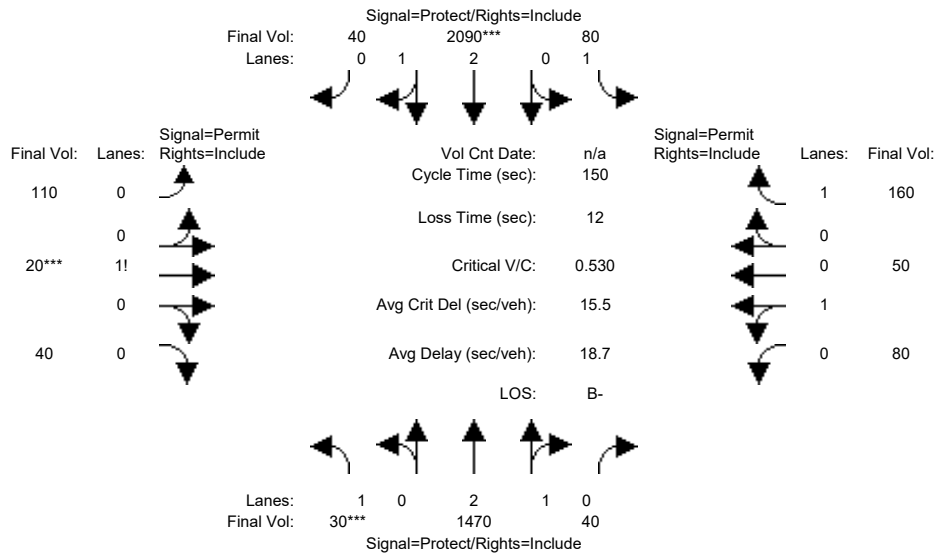 Signal=Protect/Rights=Include
Final Vol: 40 2090*** 80
Lanes: 0 1 2 0 1
Signal=Permit
Final Vol: Lanes: Rights=Include
Vol Cnt Date: n/a
Signal=Permit
Rights=Include Lanes: Final Vol:
Cycle Time (sec): 150
110 0
1 160
Loss Time (sec): 12
0
0
20*** 1!
Critical V/C: 0.530
0 50
0
Avg Crit Del (sec/veh): 15.5
1
40 0
Avg Delay (sec/veh): 18.7
0 80
LOS: B-
Lanes: 1 0 2 1 0
Final Vol: 30*** 1470 40
Signal=Protect/Rights=Include